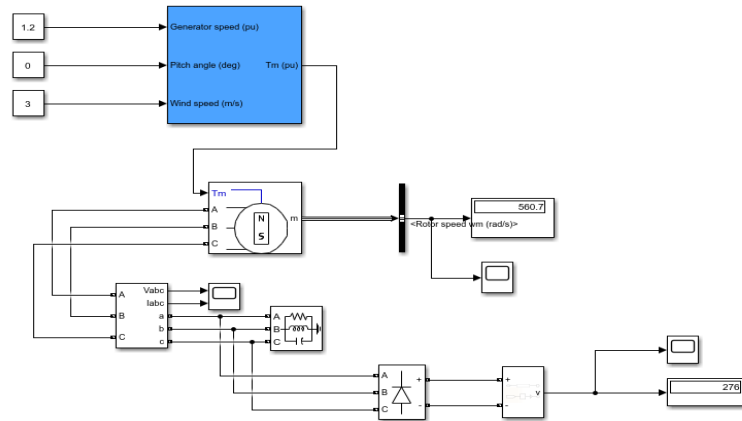 1.2
Generator speed (pu)
0
Pitch angle (deg)
Tm (pu)
3
Wind speed (m/s)
Tm
A
N
m
B
S
C
560.7
<Rotor speed wm (rad/s)>
Vabc
A
Iabc
a
A
B
b
B
C
c
C
A
+
+
B
v
C
-
-
276